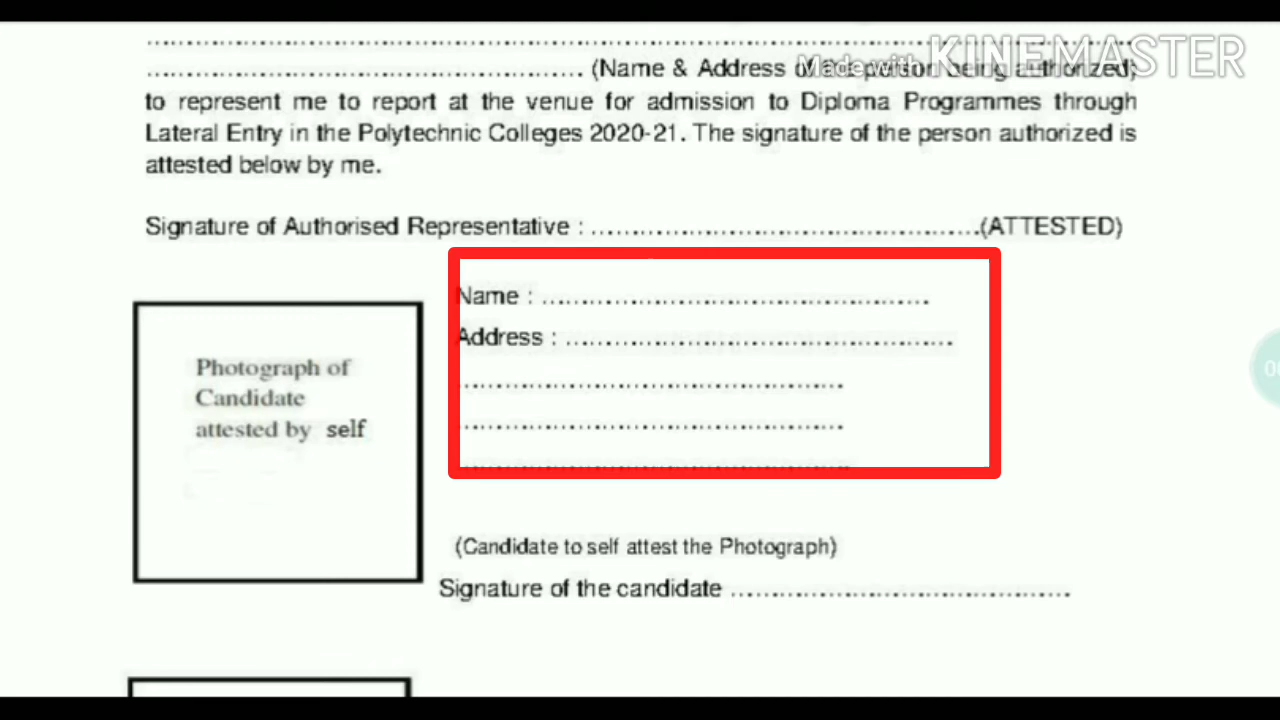 (Name & Address of the person being authorized)
Made with KINEMASTER
to represent me to report at the venue for admission to Diploma Programmes through
Lateral Entry in the Polytechnic Colleges 2020-21. The signature of the person authorized is
attested below by me.
Signature of Authorised Representative : ................................................(ATTESTED)
Name : ................................................
Address : ................................................
................................................
................................................
................................................
Photograph of
Candidate
attested by self
(Candidate to self attest the Photograph)
Signature of the candidate ..........................................